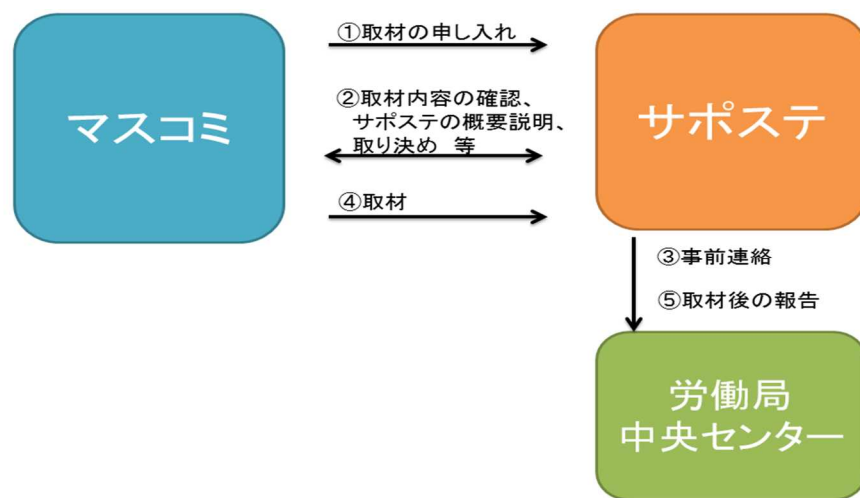 マスコミ
①取材の申し入れ
②取材内容の確認、
サポステの概要説明、
取り決め 等
④取材
サポステ
③事前連絡
⑤取材後の報告
労働局
中央センター